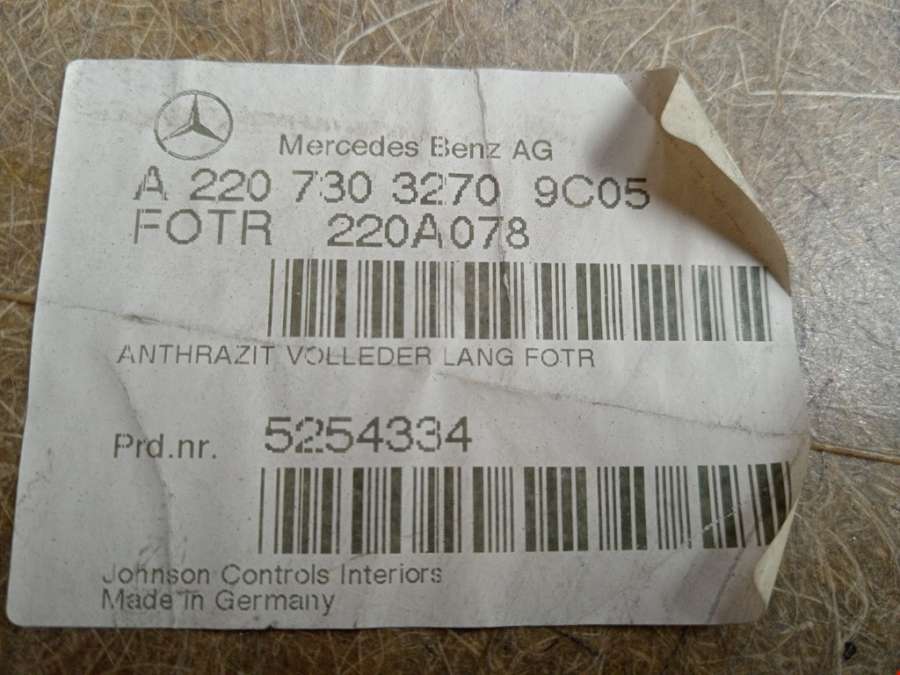 Mercedes Benz AG
A 220 730 3270 9C05
FOTR 220A078
ANTHRAZIT VOLLEDER LANG FOTR
Prd.nr. 5254334
Johnson Controls Interiors
Made in Germany